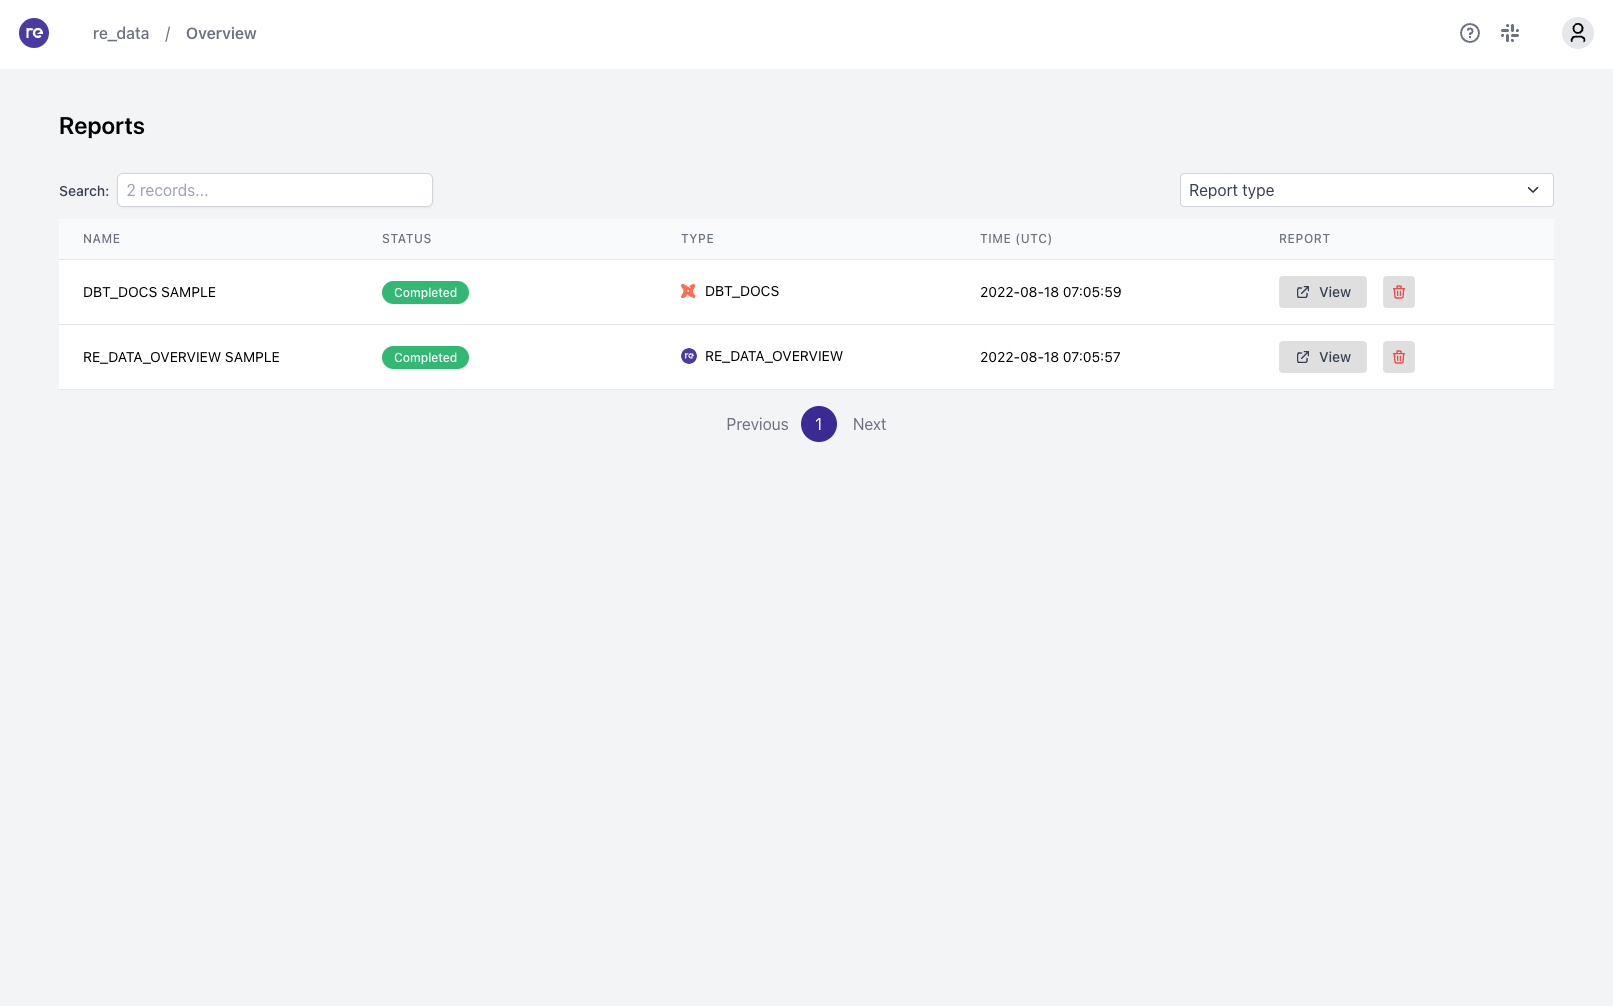 re re_data / Overview
Reports
Search: 2 records... Report type
NAME STATUS TYPE TIME (UTC) REPORT
DBT_DOCS SAMPLE Completed DBT_DOCS 2022-08-18 07:05:59 View
RE_DATA_OVERVIEW SAMPLE Completed re RE_DATA_OVERVIEW 2022-08-18 07:05:57 View
Previous 1 Next